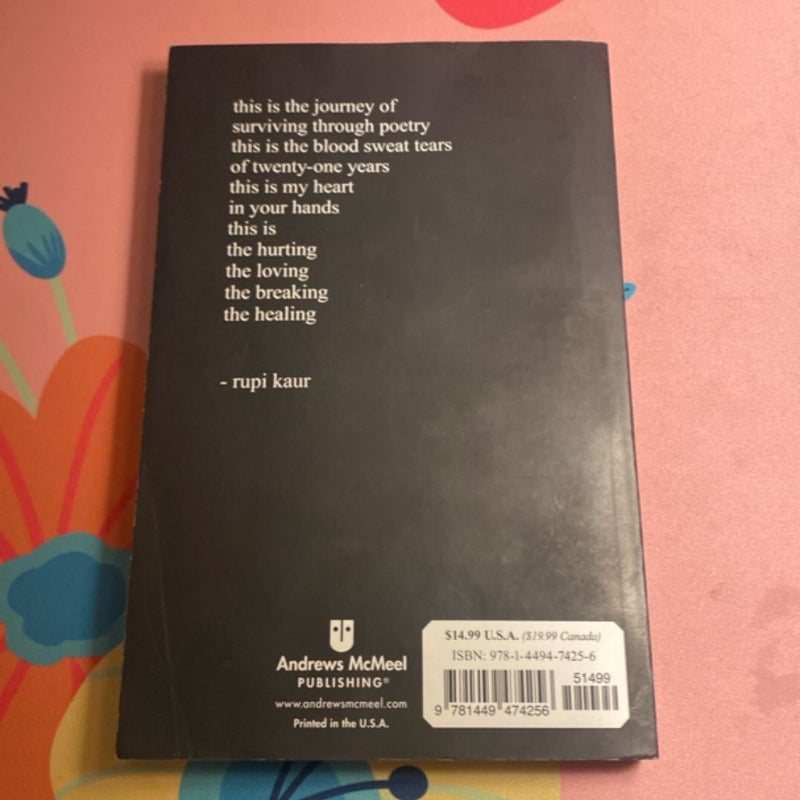 this is the journey of
surviving through poetry
this is the blood sweat tears
of twenty-one years
this is my heart
in your hands
this is
the hurting
the loving
the breaking
the healing
- rupi kaur
Andrews McMeel
PUBLISHING®
www.andrewsmcmeel.com
Printed in the U.S.A.
$14.99 U.S.A. ($19.99 Canada)
ISBN: 978-1-4494-7425-6
51499
9 781449 474256